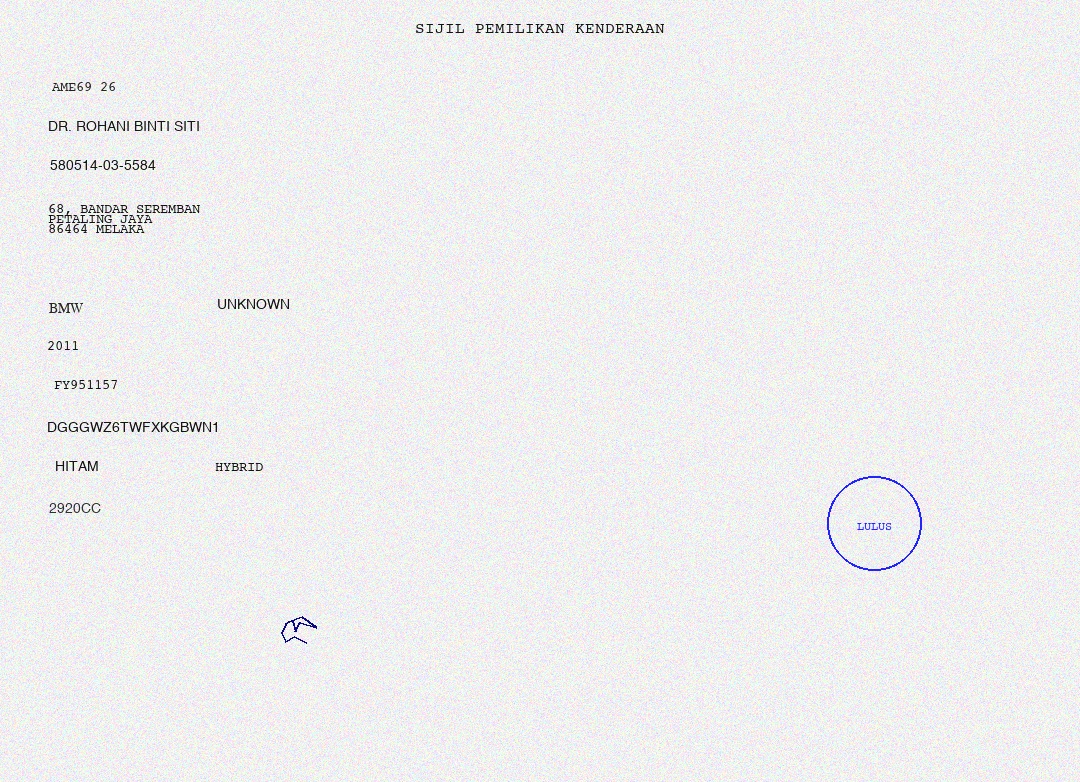 SIJIL PEMILIKAN KENDERAAN
AME69 26
DR. ROHANI BINTI SITI
580514-03-5584
68, BANDAR SEREMBAN
PETALING JAYA
86464 MELAKA
BMW UNKNOWN
2011
FY951157
DGGGWZ6TWFXKGBWN1
HITAM HYBRID
2920CC
LULUS